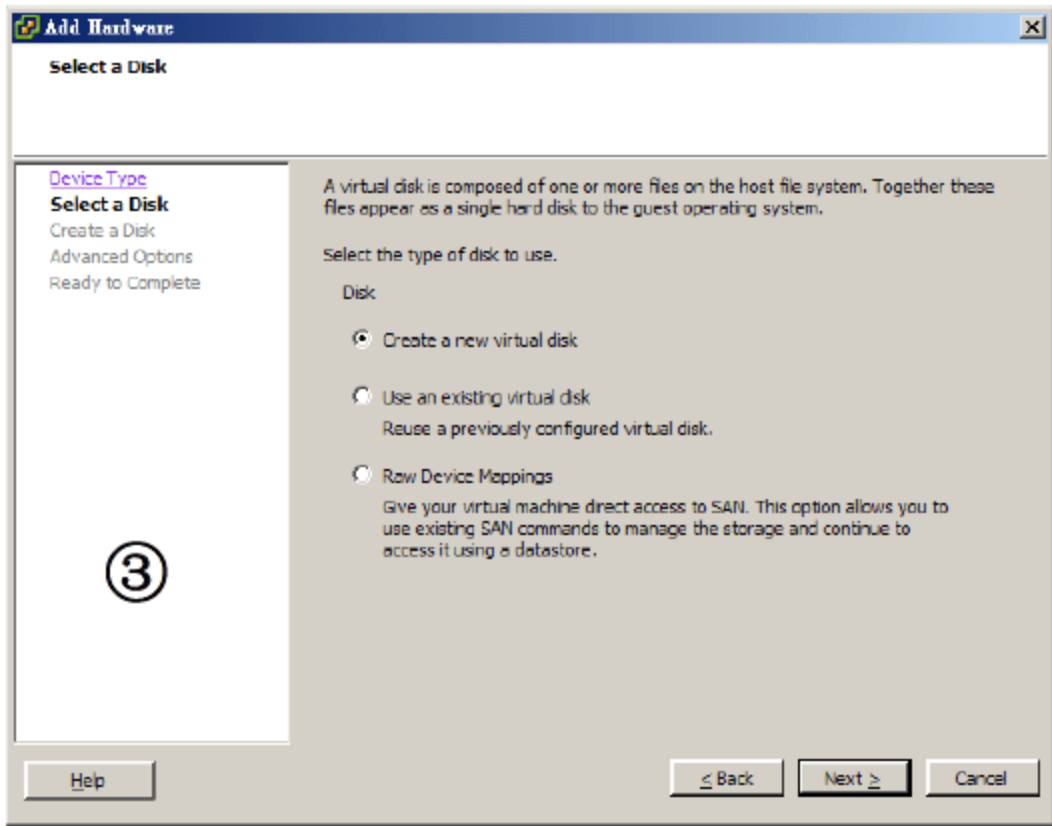 Add Hardware
Select a Disk
Device Type
Select a Disk
Create a Disk
Advanced Options
Ready to Complete
A virtual disk is composed of one or more files on the host file system. Together these
files appear as a single hard disk to the guest operating system.
Select the type of disk to use.
Disk
Create a new virtual disk
Use an existing virtual disk
Reuse a previously configured virtual disk.
Raw Device Mappings
Give your virtual machine direct access to SAN. This option allows you to
use existing SAN commands to manage the storage and continue to
access it using a datastore.
③
Help
< Back
Next >
Cancel